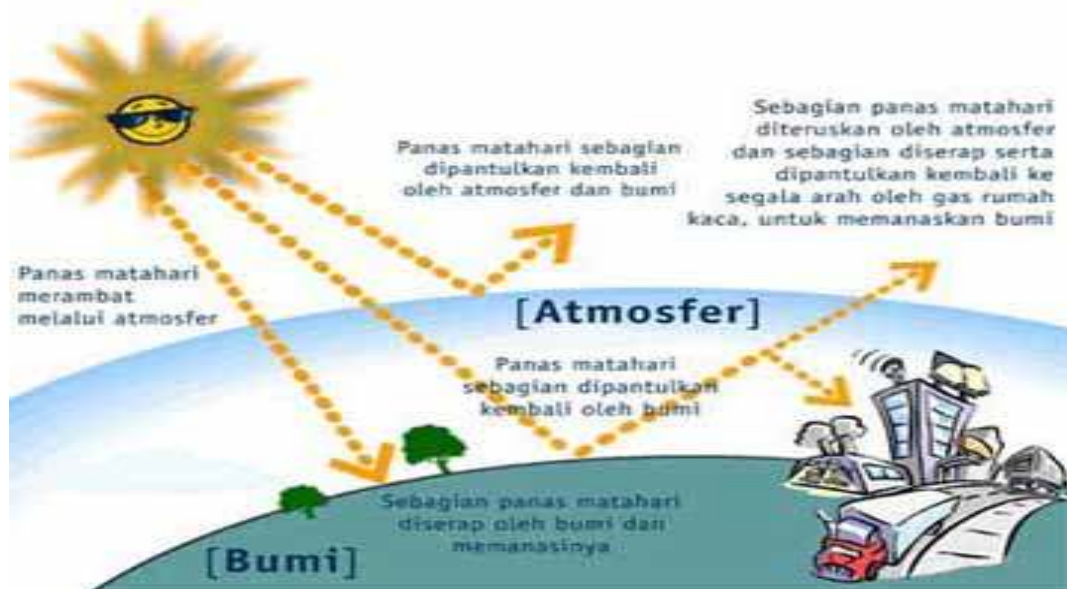 Sebagian panas matahari
diteruskan oleh atmosfer
dan sebagian diserap serta
dipantulkan kembali ke
segala arah oleh gas rumah
kaca, untuk memanaskan bumi
Panas matahari sebagian
dipantulkan kembali
oleh atmosfer dan bumi
Panas matahari
merambat
melalui atmosfer
[Atmosfer]
Panas matahari
sebagian dipantulkan
kembali oleh bumi
Sebagian panas matahari
diserap oleh bumi dan
memanasinya
[Bumi]